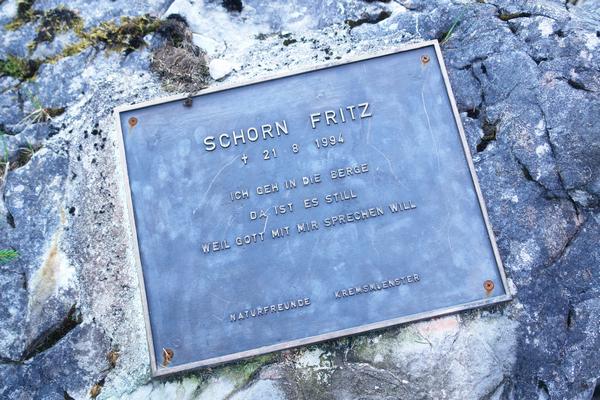 SCHORN FRITZ
† 21 8 1994
ICH GEH IN DIE BERGE
DA IST ES STILL
WEIL GOTT MIT MIR SPRECHEN WILL
NATURFREUNDE KREMSMUENSTER